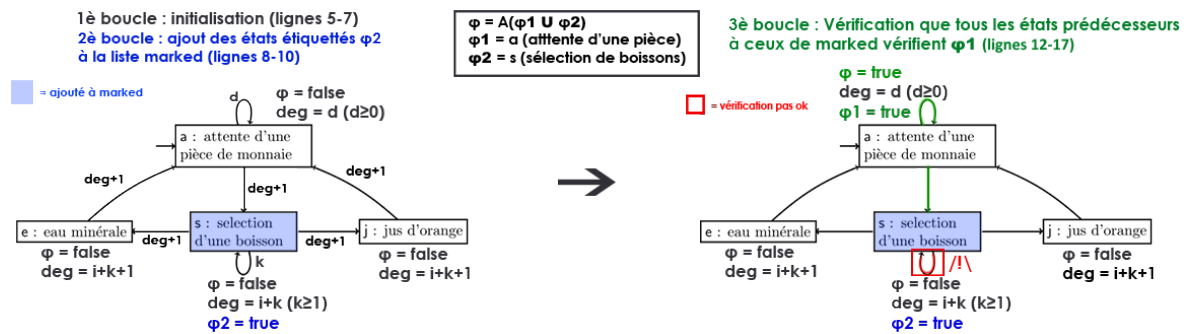 1è boucle : initialisation (lignes 5-7)
2è boucle : ajout des états étiquettés φ2
à la liste marked (lignes 8-10)
= ajouté à marked
d
φ = false
deg = d (d≥0)
a : attente d'une
pièce de monnaie
deg+1
deg+1
deg+1
e : eau minérale
s : selection
d'une boisson
j : jus d'orange
deg+1
deg+1
φ = false
deg = i+k+1
k
φ = false
deg = i+k+1
φ = false
deg = i+k (k≥1)
φ2 = true
φ = A(φ1 U φ2)
φ1 = a (atttente d'une pièce)
φ2 = s (sélection de boissons)
3è boucle : Vérification que tous les états prédécesseurs
à ceux de marked vérifient φ1 (lignes 12-17)
= vérification pas ok
φ = true
deg = d (d≥0)
φ1 = true
a : attente d'une
pièce de monnaie
e : eau minérale
s : selection
d'une boisson
j : jus d'orange
φ = false
deg = i+k+1
/!\
φ = false
deg = i+k+1
φ = false
deg = i+k (k≥1)
φ2 = true